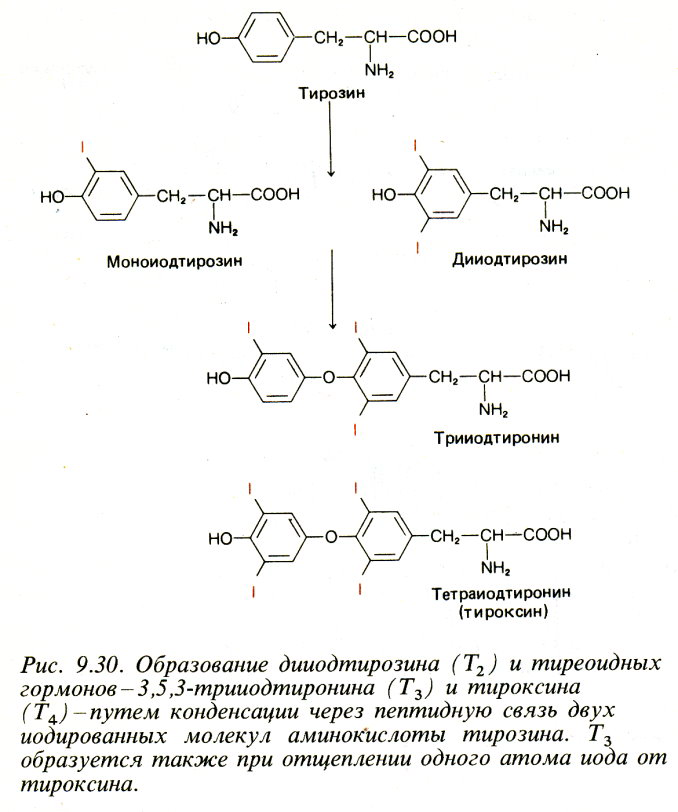 HO— —CH₂—CH—COOH
NH₂
Тирозин
I I
HO— —CH₂—CH—COOH HO— —CH₂—CH—COOH
NH₂ I NH₂
Моноиодтирозин Дииодтирозин
I I
HO— —O— —CH₂—CH—COOH
I NH₂
Трииодтиронин
I I
HO— —O— —CH₂—CH—COOH
I I NH₂
Тетраиодтиронин
(тироксин)
Рис. 9.30. Образование дииодтирозина (T₂) и тиреоидных
гормонов–3,5,3-трииодтиронина (T₃) и тироксина
(T₄)–путем конденсации через пептидную связь двух
иодированных молекул аминокислоты тирозина. T₃
образуется также при отщеплении одного атома иода от
тироксина.